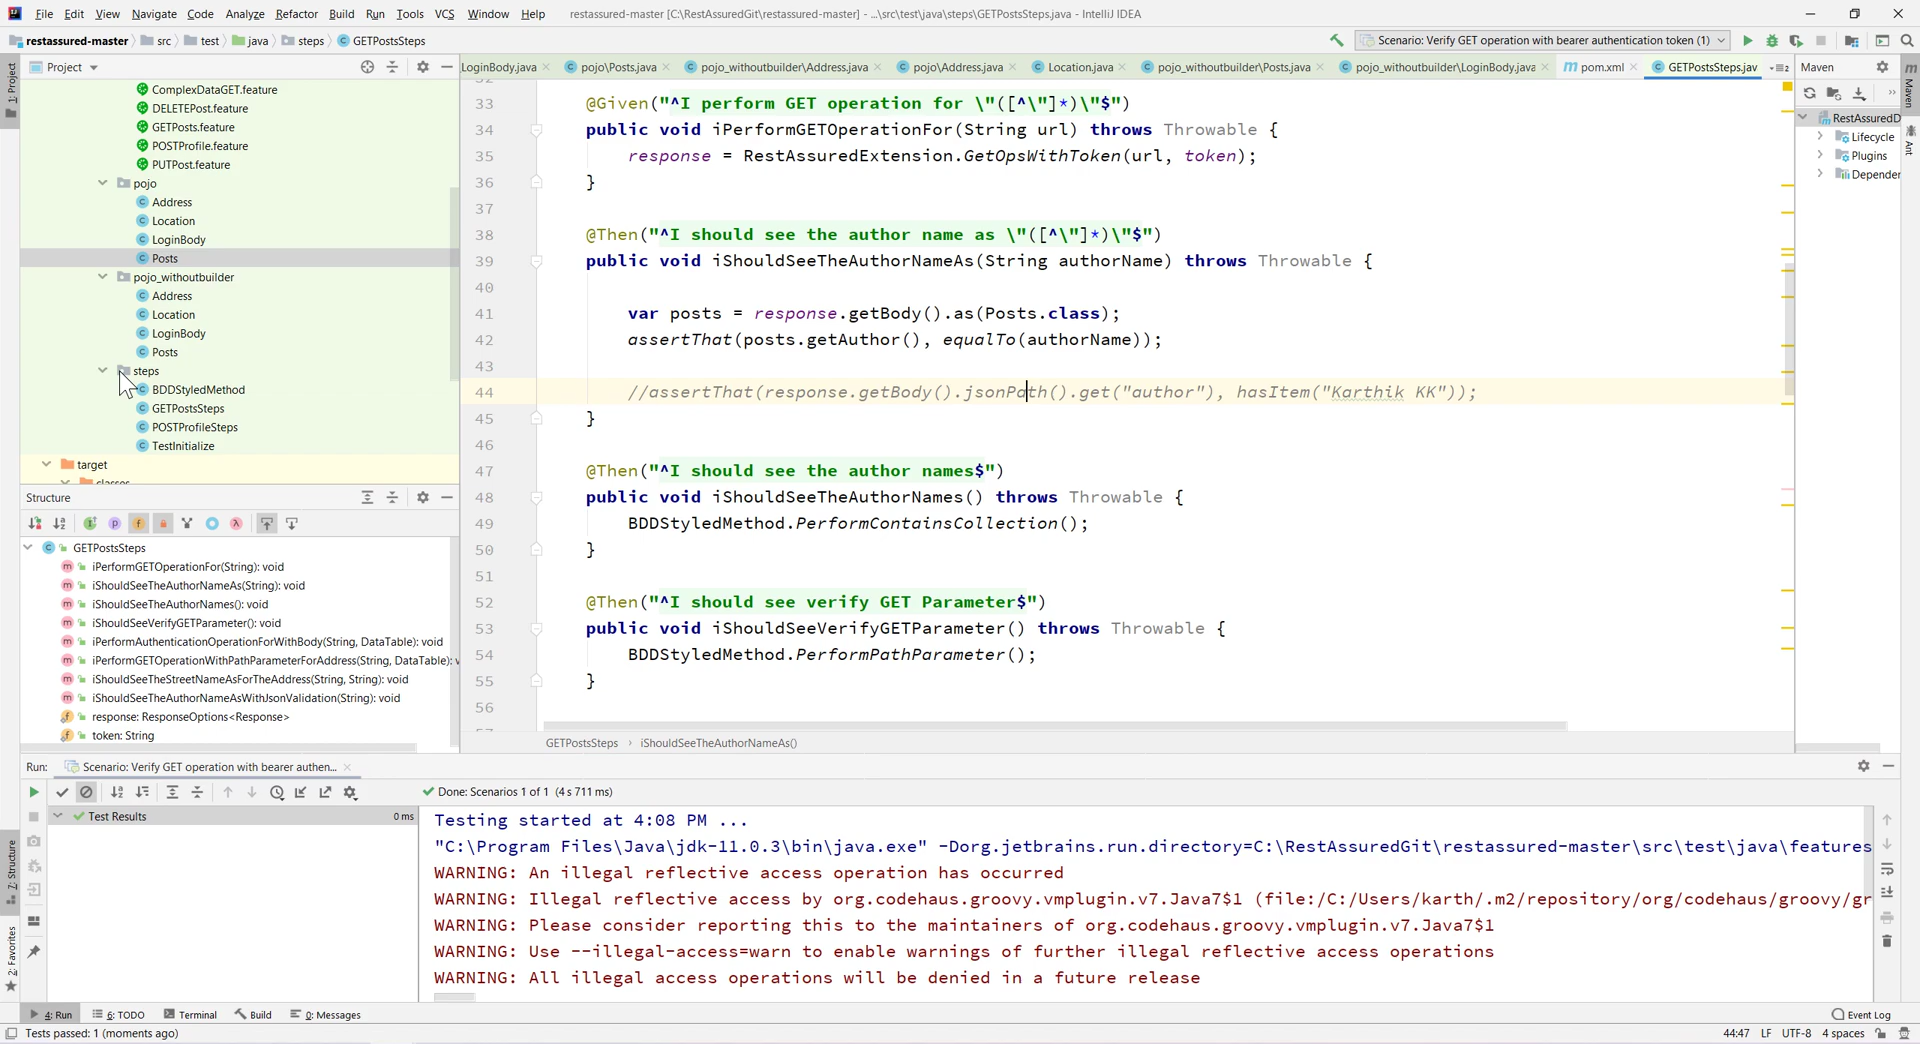 File Edit View Navigate Code Analyze Refactor Build Run Tools VCS Window Help restassured-master [C:\RestAssuredGit\restassured-master] - ...\src\test\java\steps\GETPostsSteps.java - IntelliJ IDEA
restassured-master src test java steps GETPostsSteps Scenario: Verify GET operation with bearer authentication token (1)
Project LoginBody.java pojo\Posts.java pojo_withoutbuilder\Address.java pojo\Address.java Location.java pojo_withoutbuilder\Posts.java pojo_withoutbuilder\LoginBody.java pom.xml GETPostsSteps.jav Maven
1: Project
ComplexDataGET.feature
DELETEPost.feature
GETPosts.feature
POSTProfile.feature
PUTPost.feature
pojo
Address
Location
LoginBody
Posts
pojo_withoutbuilder
Address
Location
LoginBody
Posts
steps
BDDStyledMethod
GETPostsSteps
POSTProfileSteps
TestInitialize
target
classes
33 @Given("^I perform GET operation for \"([^\"]*)\"$")
34 public void iPerformGETOperationFor(String url) throws Throwable {
35 response = RestAssuredExtension.GetOpsWithToken(url, token);
36 }
37
38 @Then("^I should see the author name as \"([^\"]*)\"$")
39 public void iShouldSeeTheAuthorNameAs(String authorName) throws Throwable {
40
41 var posts = response.getBody().as(Posts.class);
42 assertThat(posts.getAuthor(), equalTo(authorName));
43
44 //assertThat(response.getBody().jsonPath().get("author"), hasItem("Karthik KK"));
45 }
46
47 @Then("^I should see the author names$")
48 public void iShouldSeeTheAuthorNames() throws Throwable {
49 BDDStyledMethod.PerformContainsCollection();
50 }
51
52 @Then("^I should see verify GET Parameter$")
53 public void iShouldSeeVerifyGETParameter() throws Throwable {
54 BDDStyledMethod.PerformPathParameter();
55 }
56
GETPostsSteps › iShouldSeeTheAuthorNameAs()
RestAssuredD
Lifecycle
Plugins
Depender
Maven
Ant
Structure
GETPostsSteps
iPerformGETOperationFor(String): void
iShouldSeeTheAuthorNameAs(String): void
iShouldSeeTheAuthorNames(): void
iShouldSeeVerifyGETParameter(): void
iPerformAuthenticationOperationForWithBody(String, DataTable): void
iPerformGETOperationWithPathParameterForAddress(String, DataTable): v
iShouldSeeTheStreetNameAsForTheAddress(String, String): void
iShouldSeeTheAuthorNameAsWithJsonValidation(String): void
response: ResponseOptions<Response>
token: String
Run: Scenario: Verify GET operation with bearer authen...
Done: Scenarios 1 of 1 (4 s 711 ms)
Test Results 0 ms
Testing started at 4:08 PM ...
"C:\Program Files\Java\jdk-11.0.3\bin\java.exe" -Dorg.jetbrains.run.directory=C:\RestAssuredGit\restassured-master\src\test\java\features
WARNING: An illegal reflective access operation has occurred
WARNING: Illegal reflective access by org.codehaus.groovy.vmplugin.v7.Java7$1 (file:/C:/Users/karth/.m2/repository/org/codehaus/groovy/gr
WARNING: Please consider reporting this to the maintainers of org.codehaus.groovy.vmplugin.v7.Java7$1
WARNING: Use --illegal-access=warn to enable warnings of further illegal reflective access operations
WARNING: All illegal access operations will be denied in a future release
Z: Structure
2: Favorites
4: Run 6: TODO Terminal Build 0: Messages Event Log
Tests passed: 1 (moments ago) 44:47 LF UTF-8 4 spaces